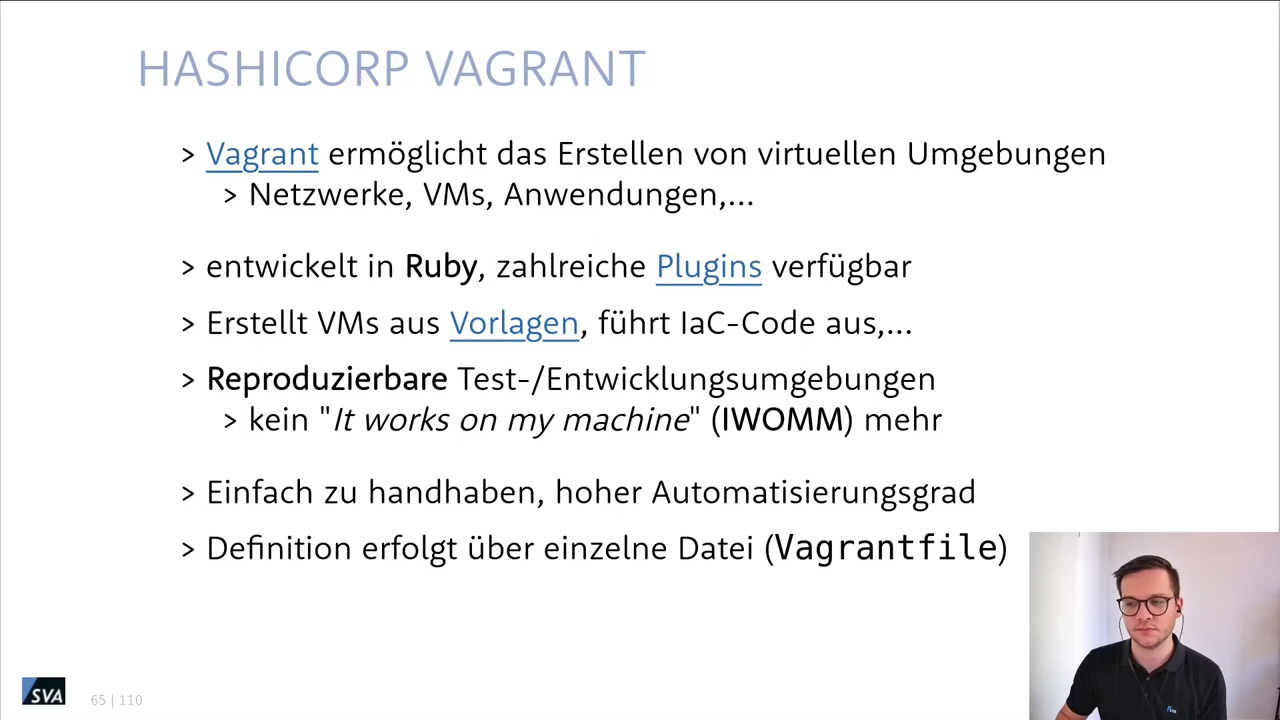 HASHICORP VAGRANT
> Vagrant ermöglicht das Erstellen von virtuellen Umgebungen
> Netzwerke, VMs, Anwendungen,...
> entwickelt in Ruby, zahlreiche Plugins verfügbar
> Erstellt VMs aus Vorlagen, führt IaC-Code aus,...
> Reproduzierbare Test-/Entwicklungsumgebungen
> kein "It works on my machine" (IWOMM) mehr
> Einfach zu handhaben, hoher Automatisierungsgrad
> Definition erfolgt über einzelne Datei (Vagrantfile)
SVA
65 | 110